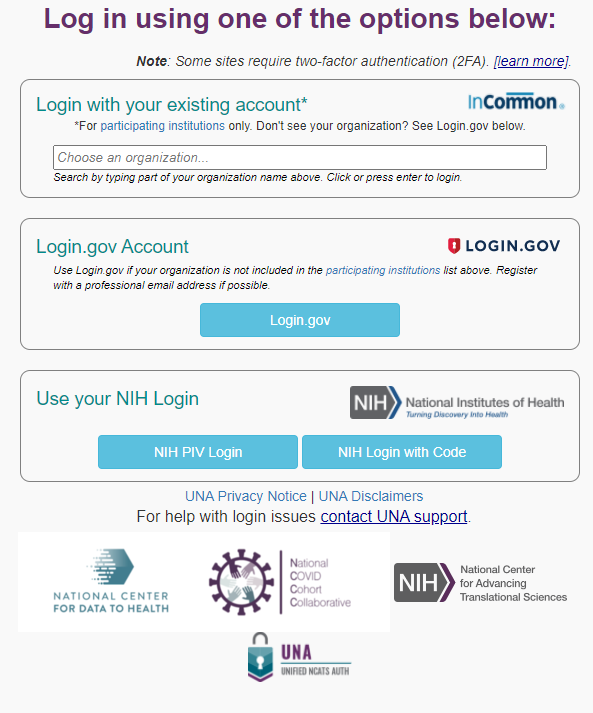 Log in using one of the options below:
Note: Some sites require two-factor authentication (2FA). [learn more].
Login with your existing account*
InCommon®
*For participating institutions only. Don't see your organization? See Login.gov below.
Choose an organization...
Search by typing part of your organization name above. Click or press enter to login.
Login.gov Account
LOGIN.GOV
Use Login.gov if your organization is not included in the participating institutions list above. Register
with a professional email address if possible.
Login.gov
Use your NIH Login
NIH
National Institutes of Health
Turning Discovery Into Health
NIH PIV Login
NIH Login with Code
UNA Privacy Notice | UNA Disclaimers
For help with login issues contact UNA support.
NATIONAL CENTER
FOR DATA TO HEALTH
National
COVID
Cohort
Collaborative
NIH
National Center
for Advancing
Translational Sciences
UNA
UNIFIED NCATS AUTH